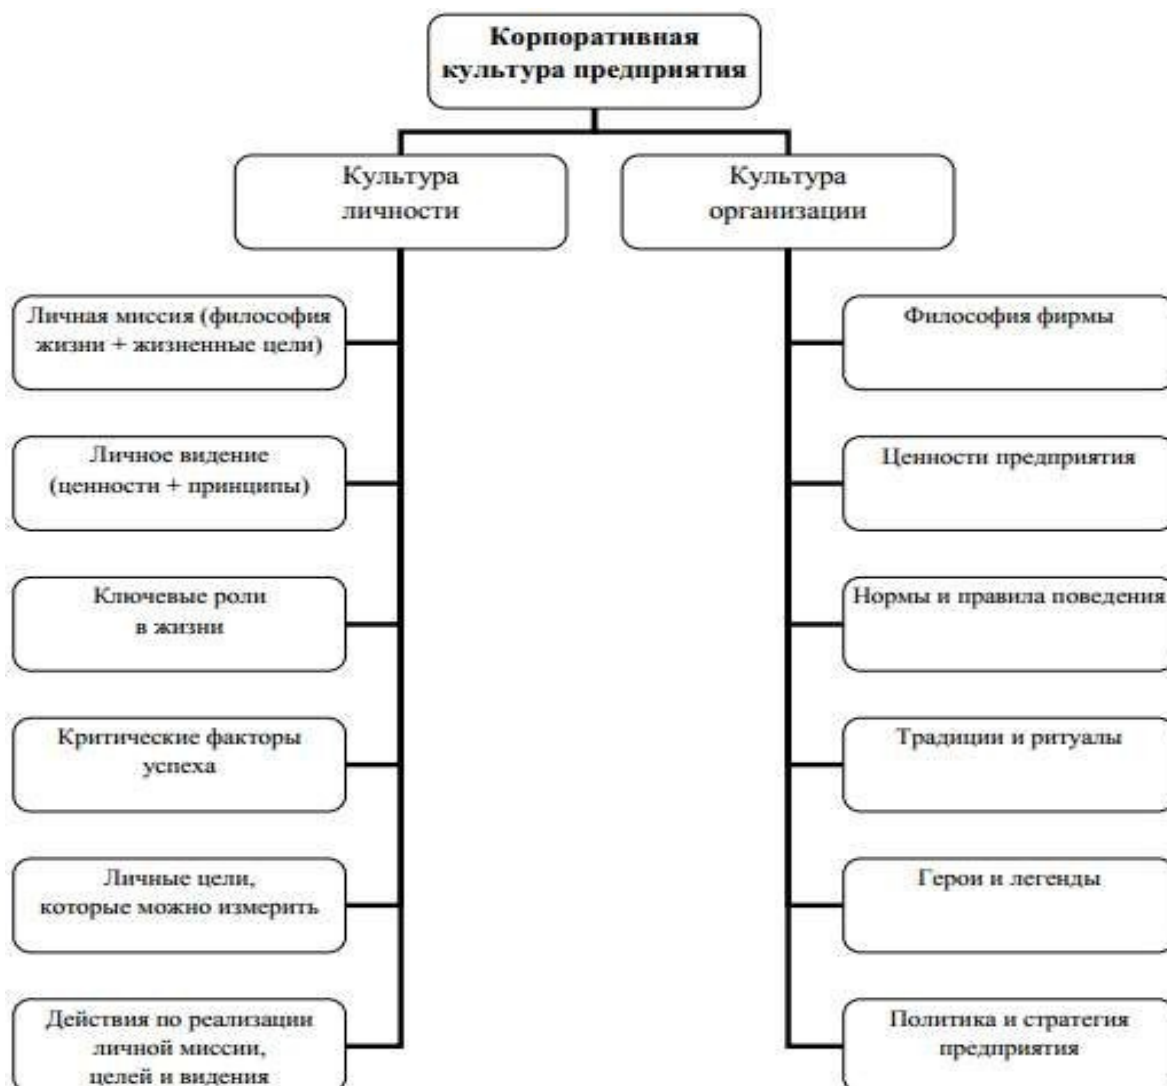 Корпоративная
культура предприятия
Культура
личности
Культура
организации
Личная миссия (философия
жизни + жизненные цели)
Философия фирмы
Личное видение
(ценности + принципы)
Ценности предприятия
Ключевые роли
в жизни
Нормы и правила поведения
Критические факторы
успеха
Традиции и ритуалы
Личные цели,
которые можно измерить
Герои и легенды
Действия по реализации
личной миссии,
целей и видения
Политика и стратегия
предприятия